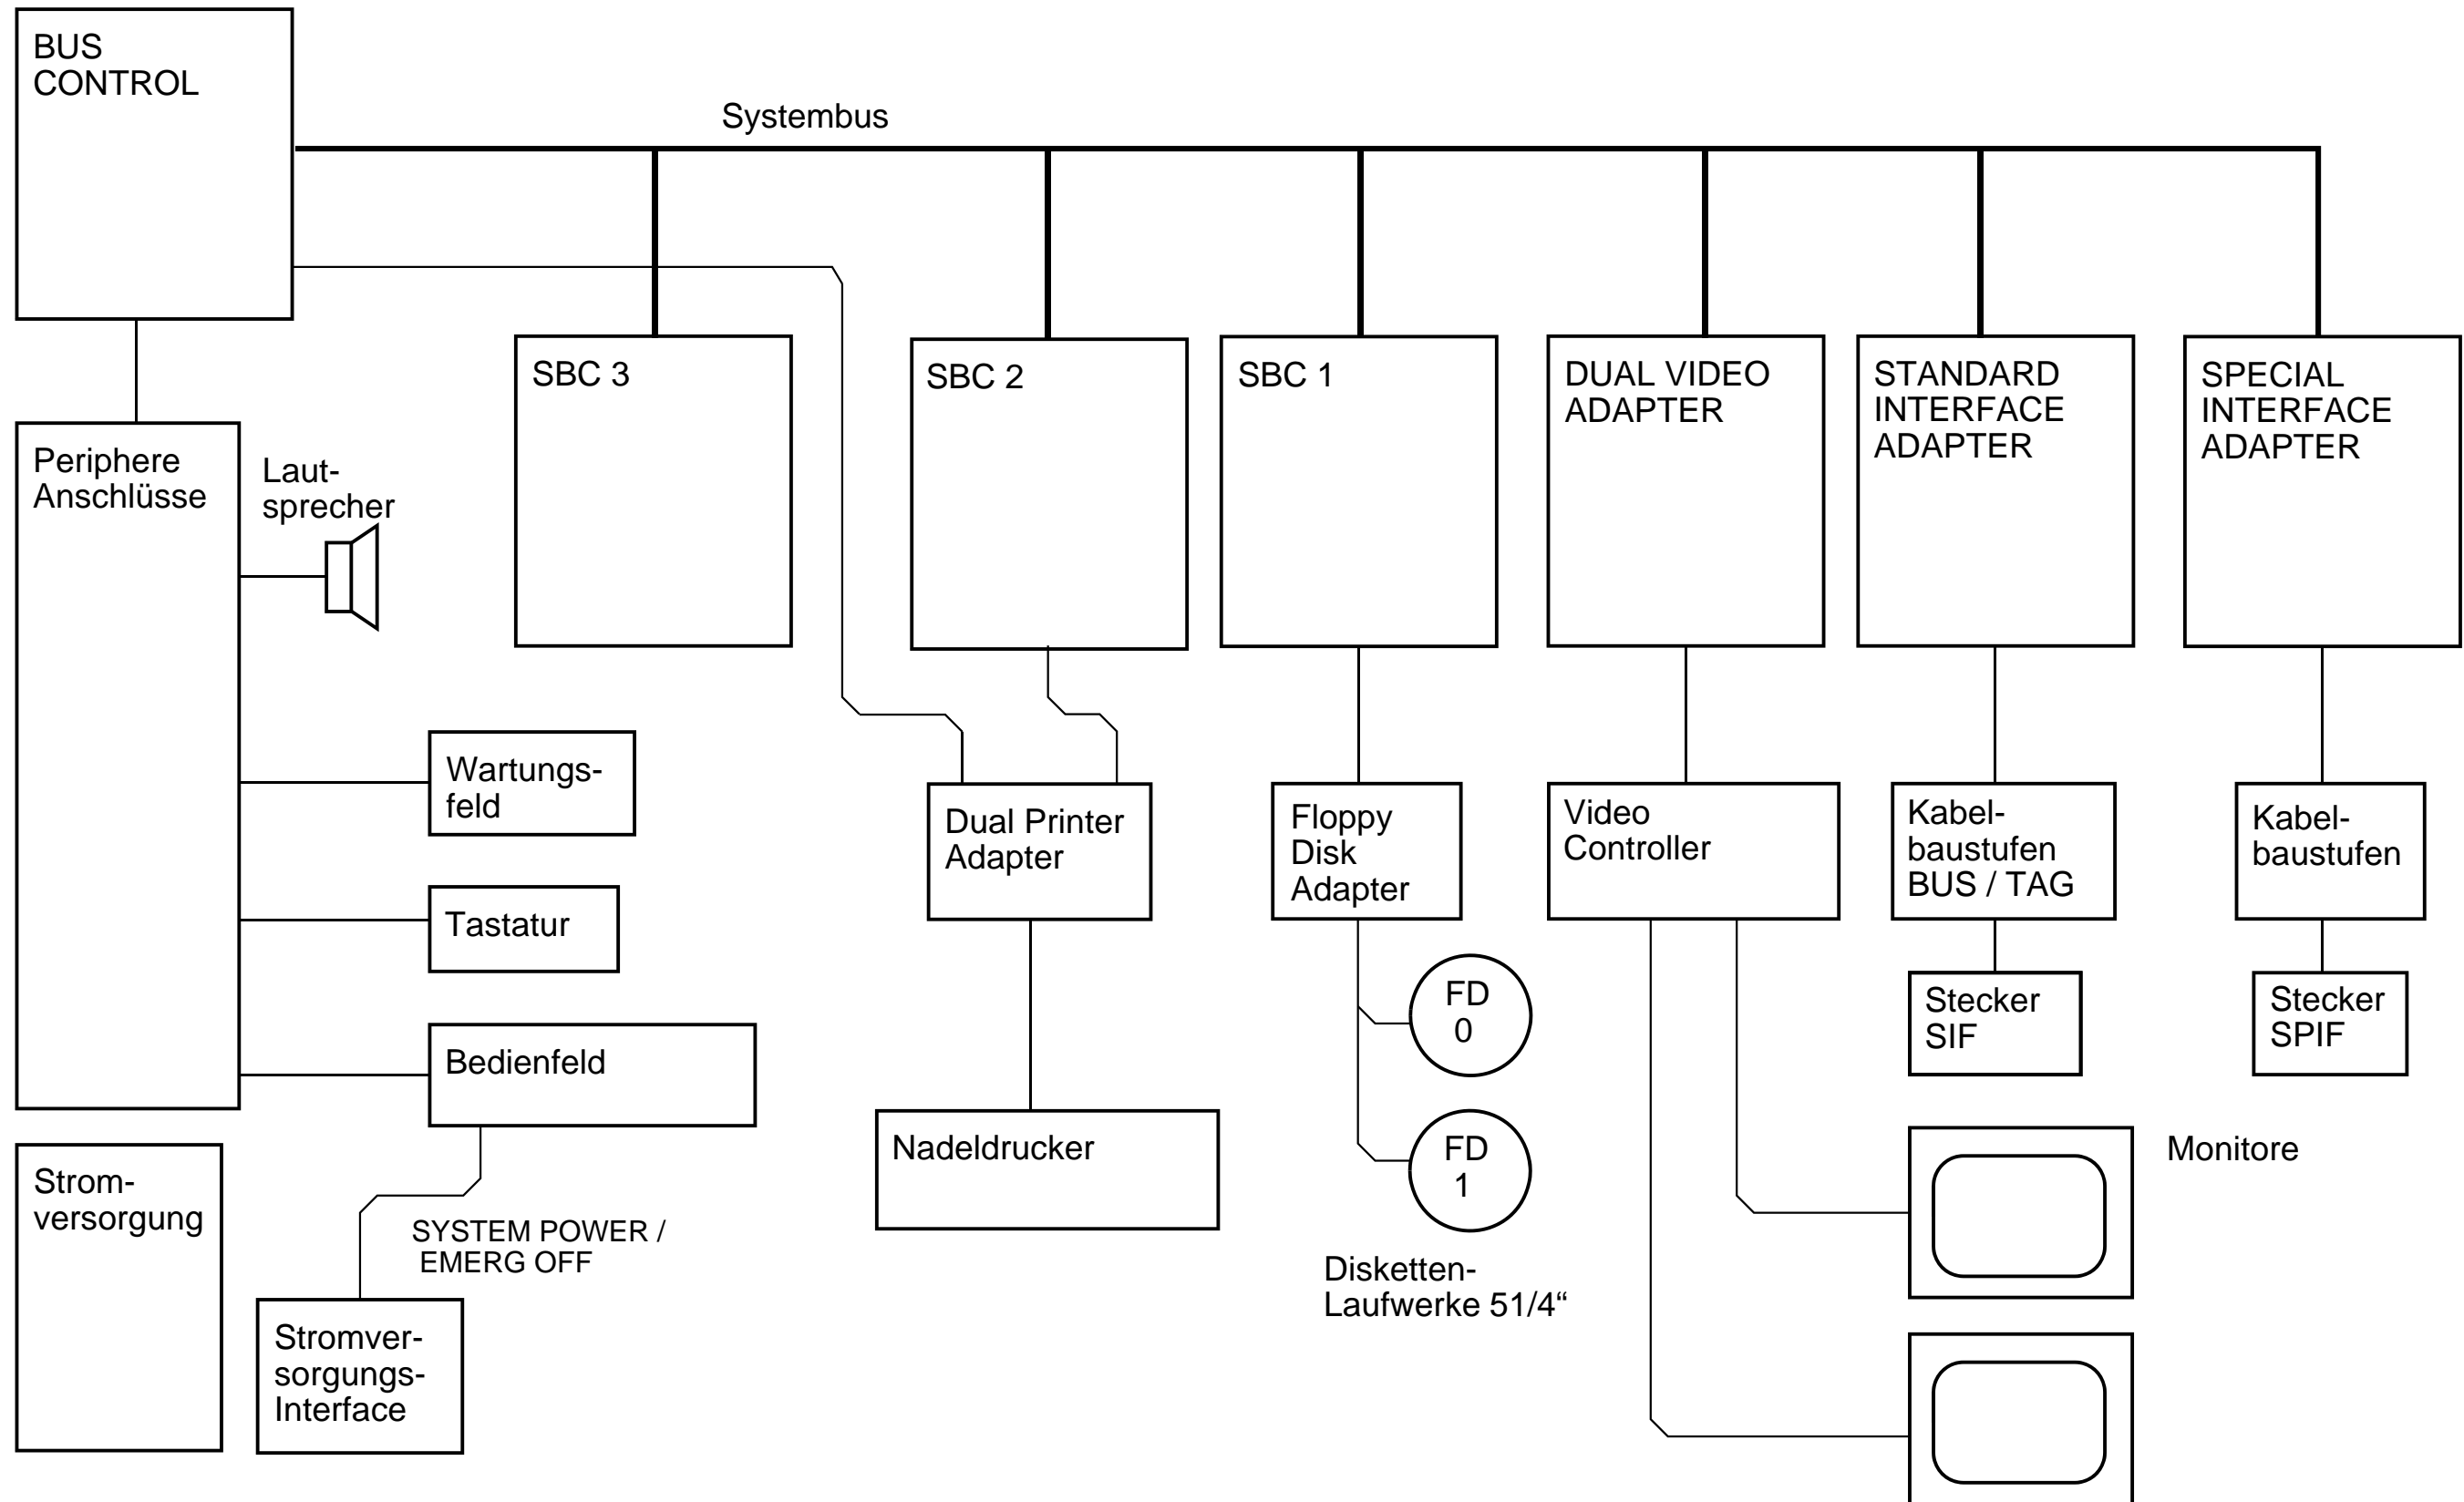 BUS
CONTROL
Systembus
SBC 3
SBC 2
SBC 1
DUAL VIDEO
ADAPTER
STANDARD
INTERFACE
ADAPTER
SPECIAL
INTERFACE
ADAPTER
Periphere
Anschlüsse
Laut-
sprecher
Wartungs-
feld
Tastatur
Bedienfeld
Dual Printer
Adapter
Floppy
Disk
Adapter
Video
Controller
Kabel-
baustufen
BUS / TAG
Kabel-
baustufen
FD
0
Stecker
SIF
Stecker
SPIF
Nadeldrucker
FD
1
Monitore
Strom-
versorgung
SYSTEM POWER /
EMERG OFF
Disketten-
Laufwerke 51/4“
Stromver-
sorgungs-
Interface